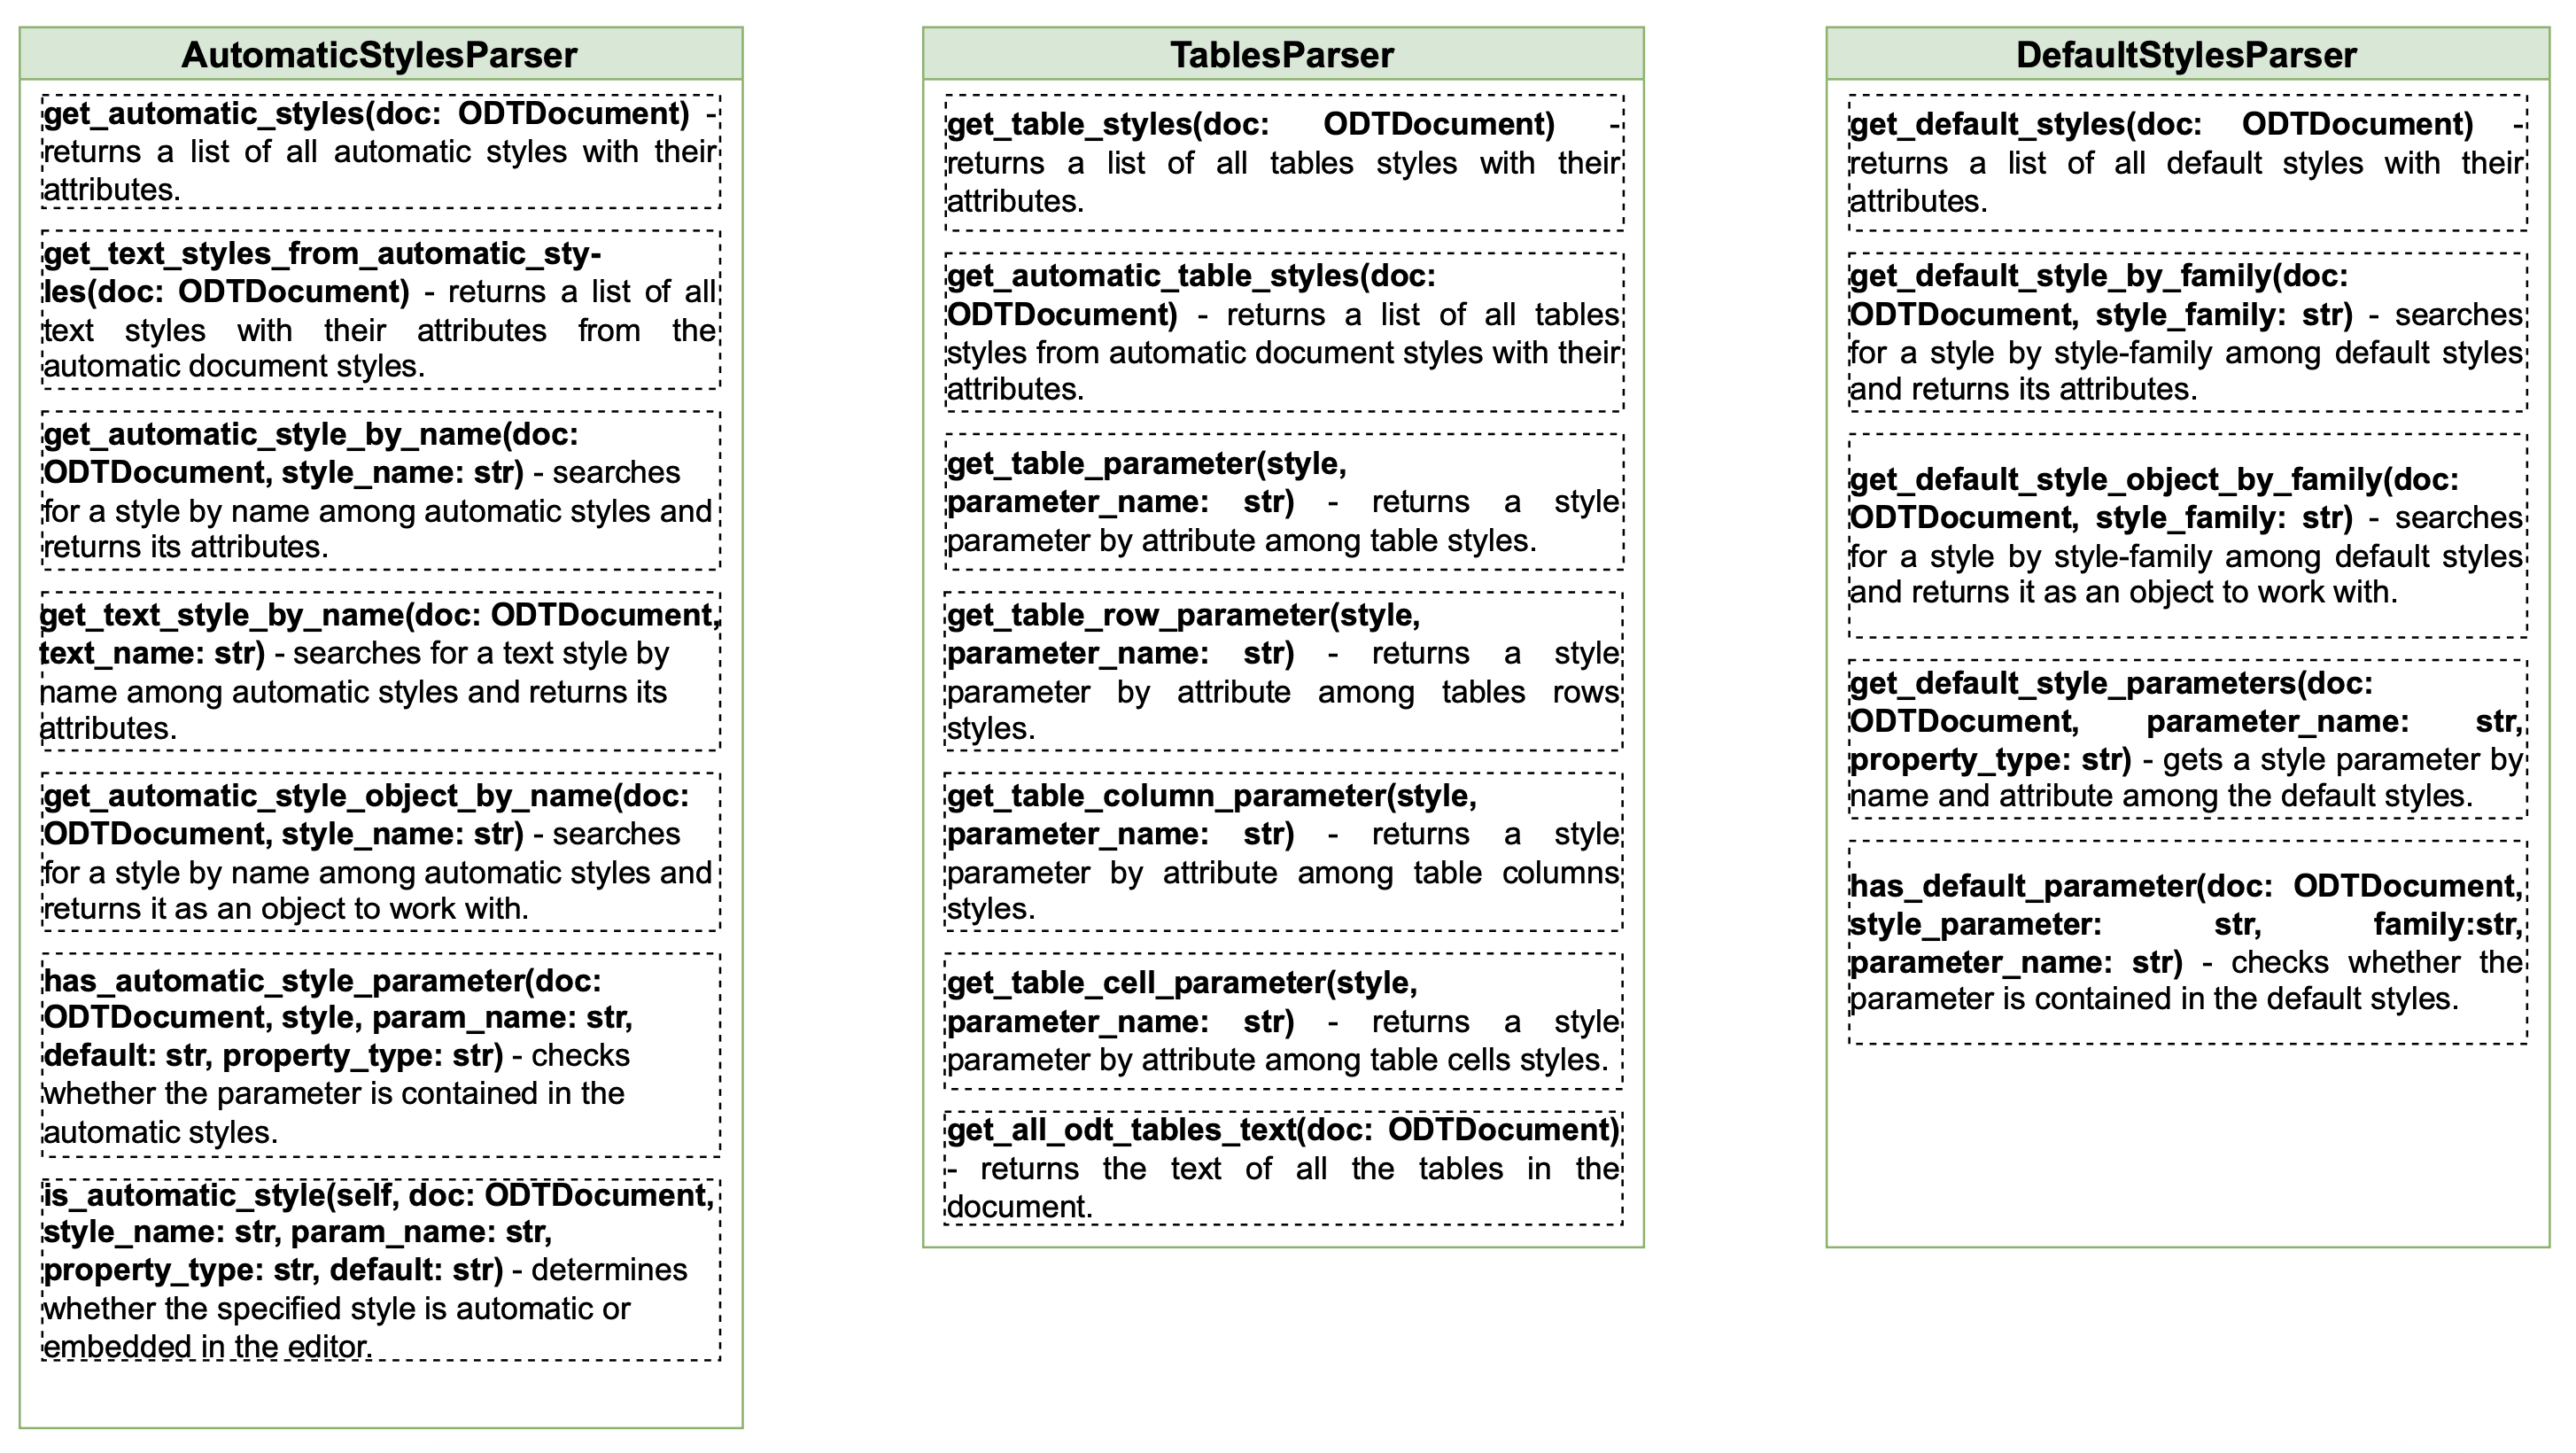 AutomaticStylesParser
get_automatic_styles(doc: ODTDocument) -
returns a list of all automatic styles with their
attributes.
get_text_styles_from_automatic_sty-
les(doc: ODTDocument) - returns a list of all
text styles with their attributes from the
automatic document styles.
get_automatic_style_by_name(doc:
ODTDocument, style_name: str) - searches
for a style by name among automatic styles and
returns its attributes.
get_text_style_by_name(doc: ODTDocument,
text_name: str) - searches for a text style by
name among automatic styles and returns its
attributes.
get_automatic_style_object_by_name(doc:
ODTDocument, style_name: str) - searches
for a style by name among automatic styles and
returns it as an object to work with.
has_automatic_style_parameter(doc:
ODTDocument, style, param_name: str,
default: str, property_type: str) - checks
whether the parameter is contained in the
automatic styles.
is_automatic_style(self, doc: ODTDocument,
style_name: str, param_name: str,
property_type: str, default: str) - determines
whether the specified style is automatic or
embedded in the editor.
TablesParser
get_table_styles(doc: ODTDocument) -
returns a list of all tables styles with their
attributes.
get_automatic_table_styles(doc:
ODTDocument) - returns a list of all tables
styles from automatic document styles with their
attributes.
get_table_parameter(style,
parameter_name: str) - returns a style
parameter by attribute among table styles.
get_table_row_parameter(style,
parameter_name: str) - returns a style
parameter by attribute among tables rows
styles.
get_table_column_parameter(style,
parameter_name: str) - returns a style
parameter by attribute among table columns
styles.
get_table_cell_parameter(style,
parameter_name: str) - returns a style
parameter by attribute among table cells styles.
get_all_odt_tables_text(doc: ODTDocument)
- returns the text of all the tables in the
document.
DefaultStylesParser
get_default_styles(doc: ODTDocument) -
returns a list of all default styles with their
attributes.
get_default_style_by_family(doc:
ODTDocument, style_family: str) - searches
for a style by style-family among default styles
and returns its attributes.
get_default_style_object_by_family(doc:
ODTDocument, style_family: str) - searches
for a style by style-family among default styles
and returns it as an object to work with.
get_default_style_parameters(doc:
ODTDocument, parameter_name: str,
property_type: str) - gets a style parameter by
name and attribute among the default styles.
has_default_parameter(doc: ODTDocument,
style_parameter: str, family:str,
parameter_name: str) - checks whether the
parameter is contained in the default styles.